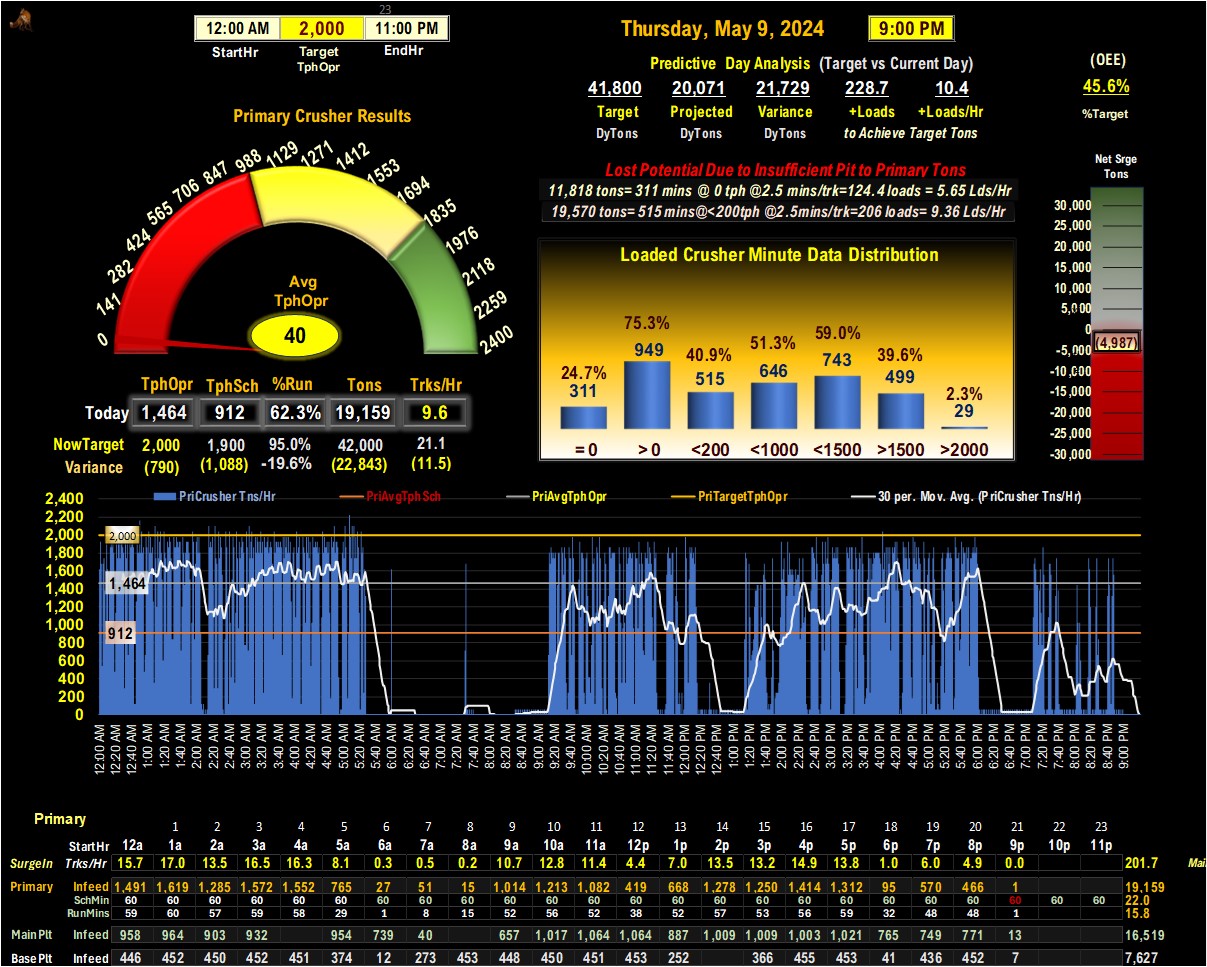 23
12:00 AM 2,000 11:00 PM
StartHr Target TphOpr EndHr
Thursday, May 9, 2024 9:00 PM
Predictive Day Analysis (Target vs Current Day)
41,800 20,071 21,729 228.7 10.4
Target Projected Variance +Loads +Loads/Hr
DyTons DyTons DyTons to Achieve Target Tons
(OEE)
45.6%
%Target
Primary Crusher Results
0 141 282 424 565 706 847 988 1129 1271 1412 1553 1694 1835 1976 2118 2259 2400
Avg
TphOpr
40
Lost Potential Due to Insufficient Pit to Primary Tons
11,818 tons= 311 mins @ 0 tph @2.5 mins/trk=124.4 loads = 5.65 Lds/Hr
19,570 tons= 515 mins@<200tph @2.5mins/trk=206 loads= 9.36 Lds/Hr
Net Srge
Tons
30,000
25,000
20,000
15,000
10,000
5,000
0
(4,987)
-5,000
-10,000
-15,000
-20,000
-25,000
-30,000
Loaded Crusher Minute Data Distribution
24.7% 75.3% 40.9% 51.3% 59.0% 39.6% 2.3%
311 949 515 646 743 499 29
= 0 > 0 <200 <1000 <1500 >1500 >2000
TphOpr TphSch %Run Tons Trks/Hr
Today 1,464 912 62.3% 19,159 9.6
NowTarget 2,000 1,900 95.0% 42,000 21.1
Variance (790) (1,088) -19.6% (22,843) (11.5)
PriCrusher Tns/Hr PriAvgTphSch PriAvgTphOpr PriTargetTphOpr 30 per. Mov. Avg. (PriCrusher Tns/Hr)
2,400
2,200
2,000
1,800
1,600
1,400
1,200
1,000
800
600
400
200
0
2,000
1,464
912
12:00 AM 12:20 AM 12:40 AM 1:00 AM 1:20 AM 1:40 AM 2:00 AM 2:20 AM 2:40 AM 3:00 AM 3:20 AM 3:40 AM 4:00 AM 4:20 AM 4:40 AM 5:00 AM 5:20 AM 5:40 AM 6:00 AM 6:20 AM 6:40 AM 7:00 AM 7:20 AM 7:40 AM 8:00 AM 8:20 AM 8:40 AM 9:00 AM 9:20 AM 9:40 AM 10:00 AM 10:20 AM 10:40 AM 11:00 AM 11:20 AM 11:40 AM 12:00 PM 12:20 PM 12:40 PM 1:00 PM 1:20 PM 1:40 PM 2:00 PM 2:20 PM 2:40 PM 3:00 PM 3:20 PM 3:40 PM 4:00 PM 4:20 PM 4:40 PM 5:00 PM 5:20 PM 5:40 PM 6:00 PM 6:20 PM 6:40 PM 7:00 PM 7:20 PM 7:40 PM 8:00 PM 8:20 PM 8:40 PM 9:00 PM
Primary
1 2 3 4 5 6 7 8 9 10 11 12 13 14 15 16 17 18 19 20 21 22 23
StartHr 12a 1a 2a 3a 4a 5a 6a 7a 8a 9a 10a 11a 12p 1p 2p 3p 4p 5p 6p 7p 8p 9p 10p 11p
SurgeIn Trks/Hr 15.7 17.0 13.5 16.5 16.3 8.1 0.3 0.5 0.2 10.7 12.8 11.4 4.4 7.0 13.5 13.2 14.9 13.8 1.0 6.0 4.9 0.0 201.7
Primary Infeed 1,491 1,619 1,285 1,572 1,552 765 27 51 15 1,014 1,213 1,082 419 668 1,278 1,250 1,414 1,312 95 570 466 1 19,159
SchMin 60 60 60 60 60 60 60 60 60 60 60 60 60 60 60 60 60 60 60 60 60 60 60 60 22.0
RunMins 59 60 57 59 58 29 1 8 15 52 56 52 38 52 57 53 56 59 32 48 48 1 15.8
MainPlt Infeed 958 964 903 932 954 739 40 657 1,017 1,064 1,064 887 1,009 1,009 1,003 1,021 765 749 771 13 16,519
BasePlt Infeed 446 452 450 452 451 374 12 273 453 448 450 451 453 252 366 455 453 41 436 452 7 7,627